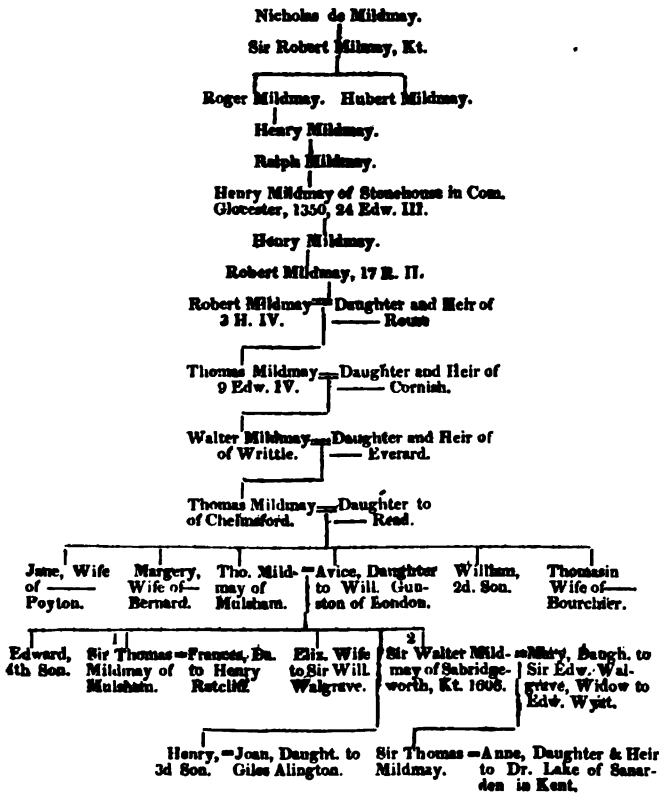 Nicholas de Mildmay.
Sir Robert Milmay, Kt.
Roger Mildmay. Hubert Mildmay.
Henry Mildmay.
Ralph Mildmay.
Henry Mildmay of Stonehouse in Com.
Glocester, 1350, 24 Edw. III.
Henry Mildmay.
Robert Mildmay, 17 R. II.
Robert Mildmay = Daughter and Heir of
3 H. IV. —— Rouse
Thomas Mildmay = Daughter and Heir of
9 Edw. IV. —— Cornish.
Walter Mildmay = Daughter and Heir of
of Writtle. —— Everard.
Thomas Mildmay = Daughter to
of Chelmsford. —— Read.
Jane, Wife
of ——
Poyton.
Margery,
Wife of——
Bernard.
Tho. Mild-
may of
Mulsham.
= Avice, Daughter
to Will. Gun-
ston of London.
William,
2d. Son.
Thomasin
Wife of——
Bourchier.
Edward,
4th Son.
1
Sir Thomas
Mildmay of
Mulsham.
= Frances, Da.
to Henry
Ratcliff.
Eliz. Wife
to Sir Will.
Walgrave.
2
Sir Walter Mild-
may of Sabridge-
worth, Kt. 1606.
= Mary, Daugh. to
Sir Edw. Wal-
grave, Widow to
Edw. Wyat.
Henry,
3d Son.
= Joan, Daught. to
Giles Alington.
Sir Thomas
Mildmay.
= Anne, Daughter & Heir
to Dr. Lake of Sanar-
den in Kent.